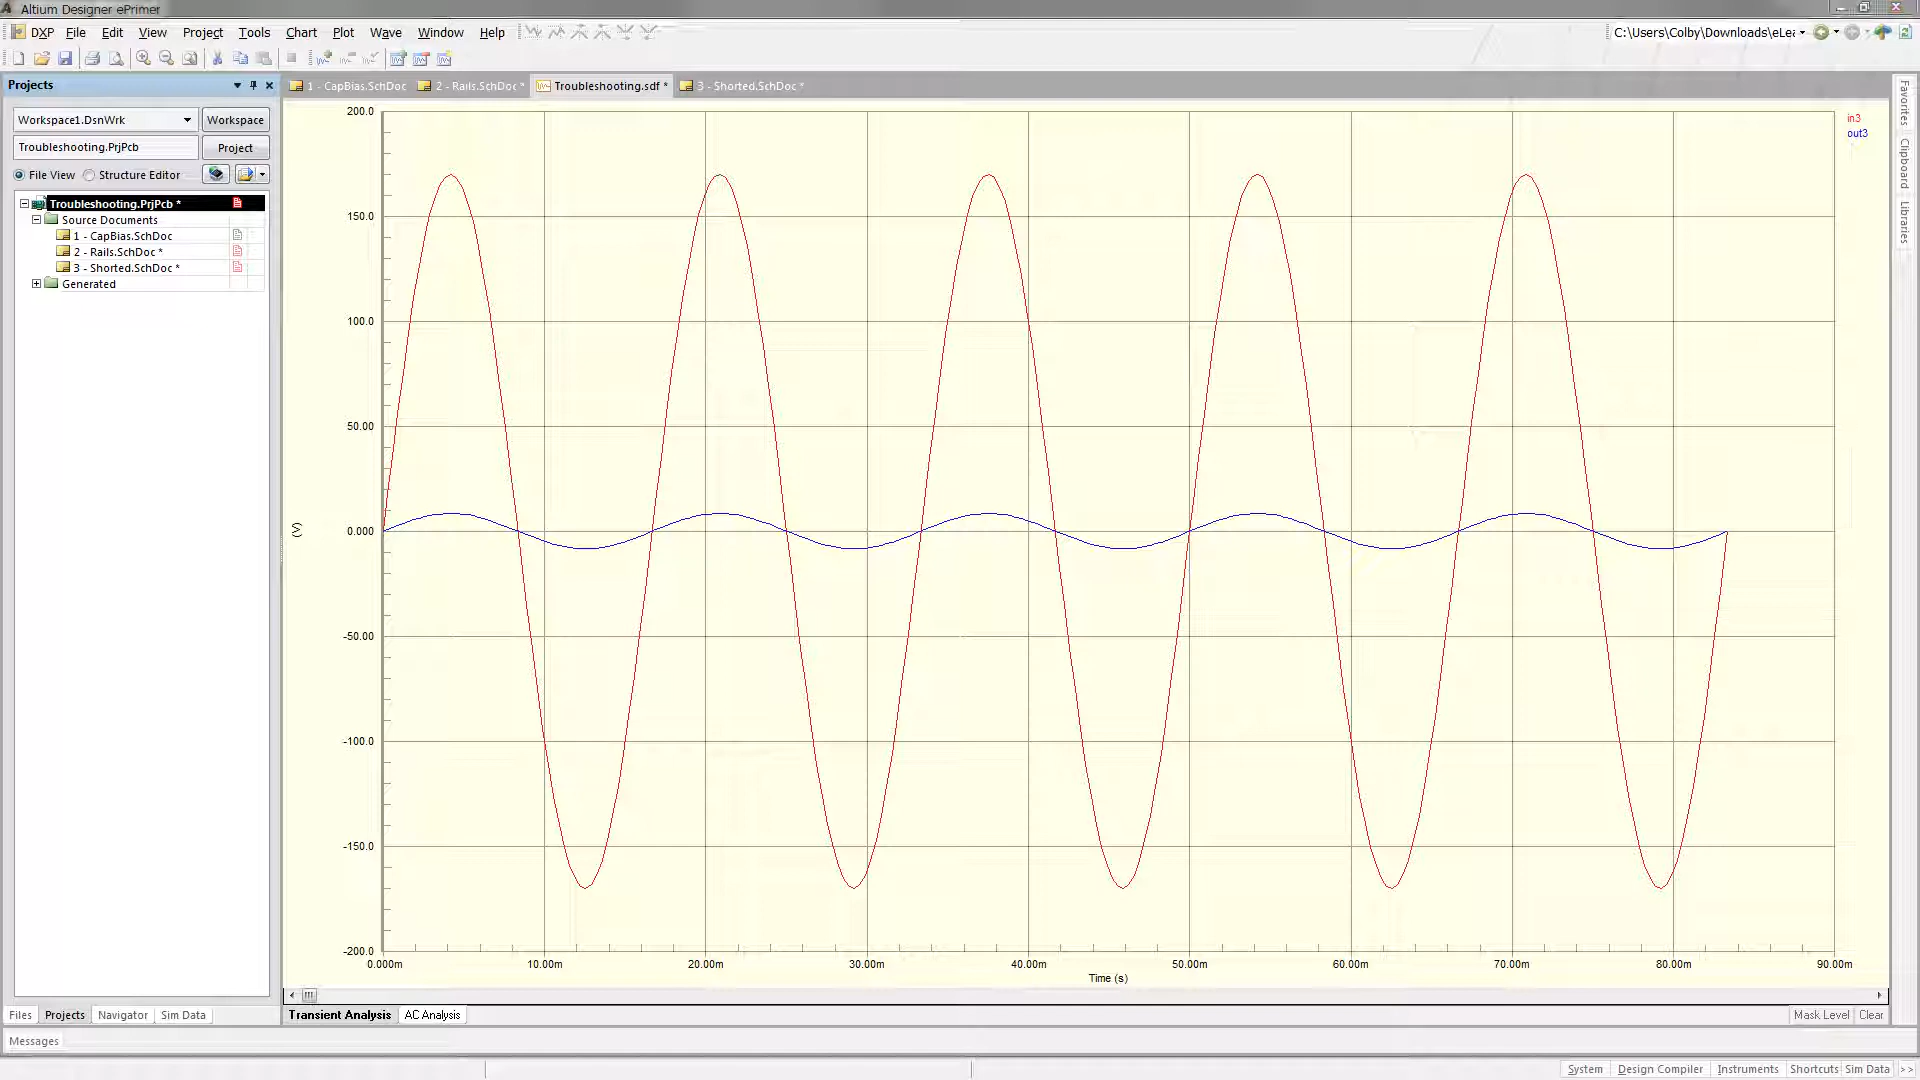 Altium Designer ePrimer
DXP File Edit View Project Tools Chart Plot Wave Window Help
C:\Users\Colby\Downloads\eLea
Projects
1 - CapBias.SchDoc 2 - Rails.SchDoc * Troubleshooting.sdf * 3 - Shorted.SchDoc *
Workspace1.DsnWrk Workspace
Troubleshooting.PrjPcb Project
File View Structure Editor
Troubleshooting.PrjPcb *
Source Documents
1 - CapBias.SchDoc
2 - Rails.SchDoc *
3 - Shorted.SchDoc *
Generated
200.0
150.0
100.0
50.00
0.000
-50.00
-100.0
-150.0
-200.0
(V)
in3
out3
0.000m 10.00m 20.00m 30.00m 40.00m 50.00m 60.00m 70.00m 80.00m 90.00m
Time (s)
Favorites
Clipboard
Libraries
Files Projects Navigator Sim Data
Transient Analysis AC Analysis
Mask Level Clear
Messages
System Design Compiler Instruments Shortcuts Sim Data >>